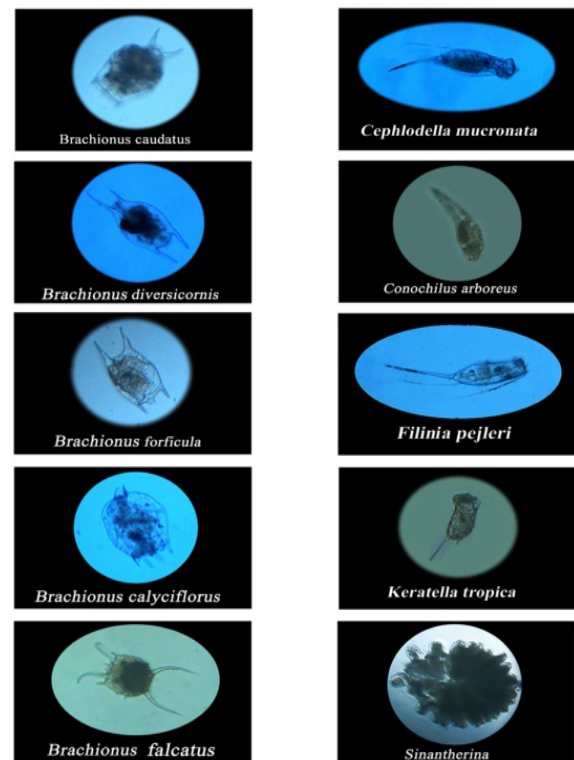 Brachionus caudatus
Brachionus diversicornis
Brachionus forficula
Brachionus calyciflorus
Brachionus falcatus
Cephlodella mucronata
Conochilus arboreus
Filinia pejleri
Keratella tropica
Sinantherina